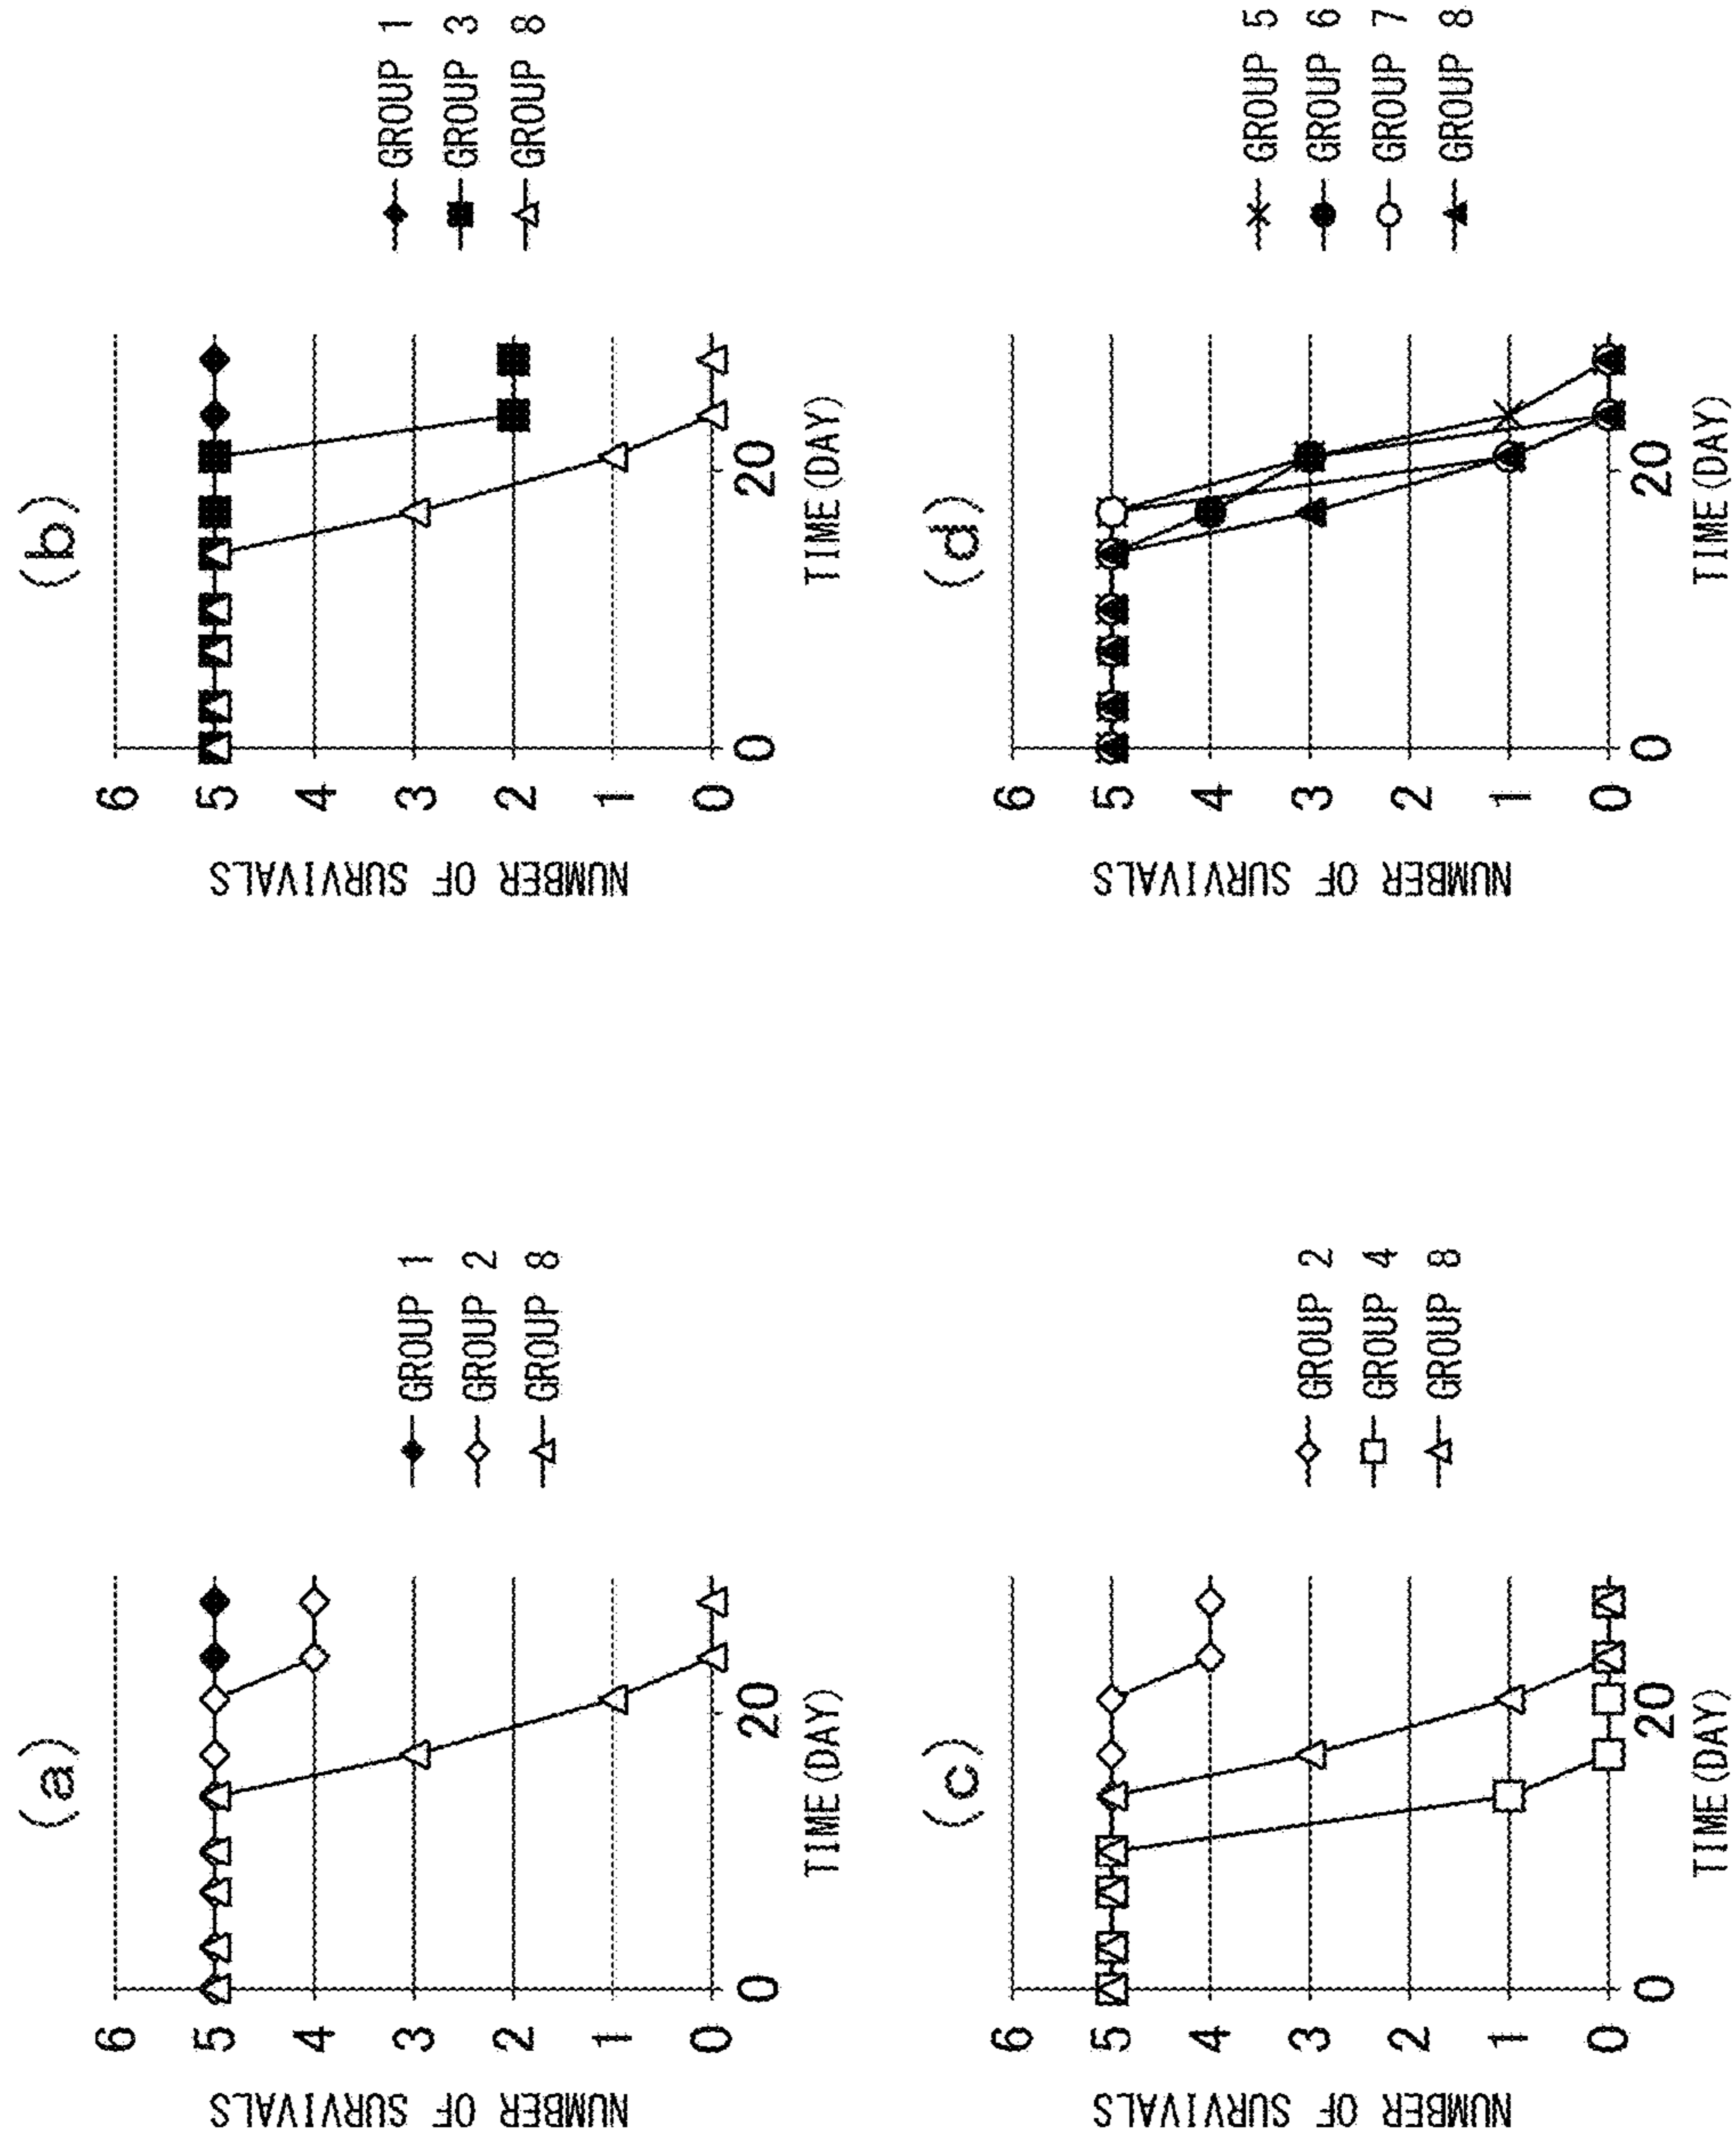 (a)
NUMBER OF SURVIVALS
6
5
4
3
2
1
0
0
20
TIME (DAY)
GROUP 1
GROUP 2
GROUP 8
(b)
NUMBER OF SURVIVALS
6
5
4
3
2
1
0
0
20
TIME (DAY)
GROUP 1
GROUP 3
GROUP 8
(c)
NUMBER OF SURVIVALS
6
5
4
3
2
1
0
0
20
TIME (DAY)
GROUP 2
GROUP 4
GROUP 8
(d)
NUMBER OF SURVIVALS
6
5
4
3
2
1
0
0
20
TIME (DAY)
GROUP 5
GROUP 6
GROUP 7
GROUP 8